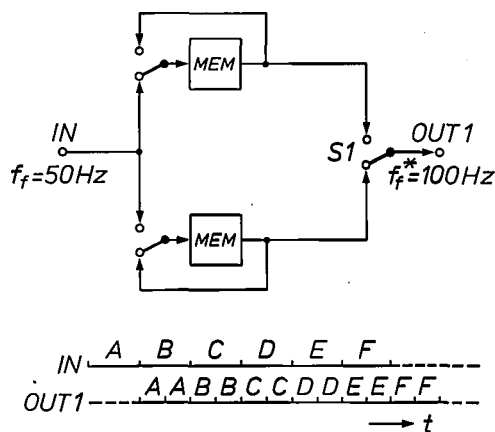 MEM
IN
S1
OUT1
f_f=50Hz
f_f*=100Hz
MEM
A B C D E F
IN
A A B B C C D D E E F F
OUT1
t